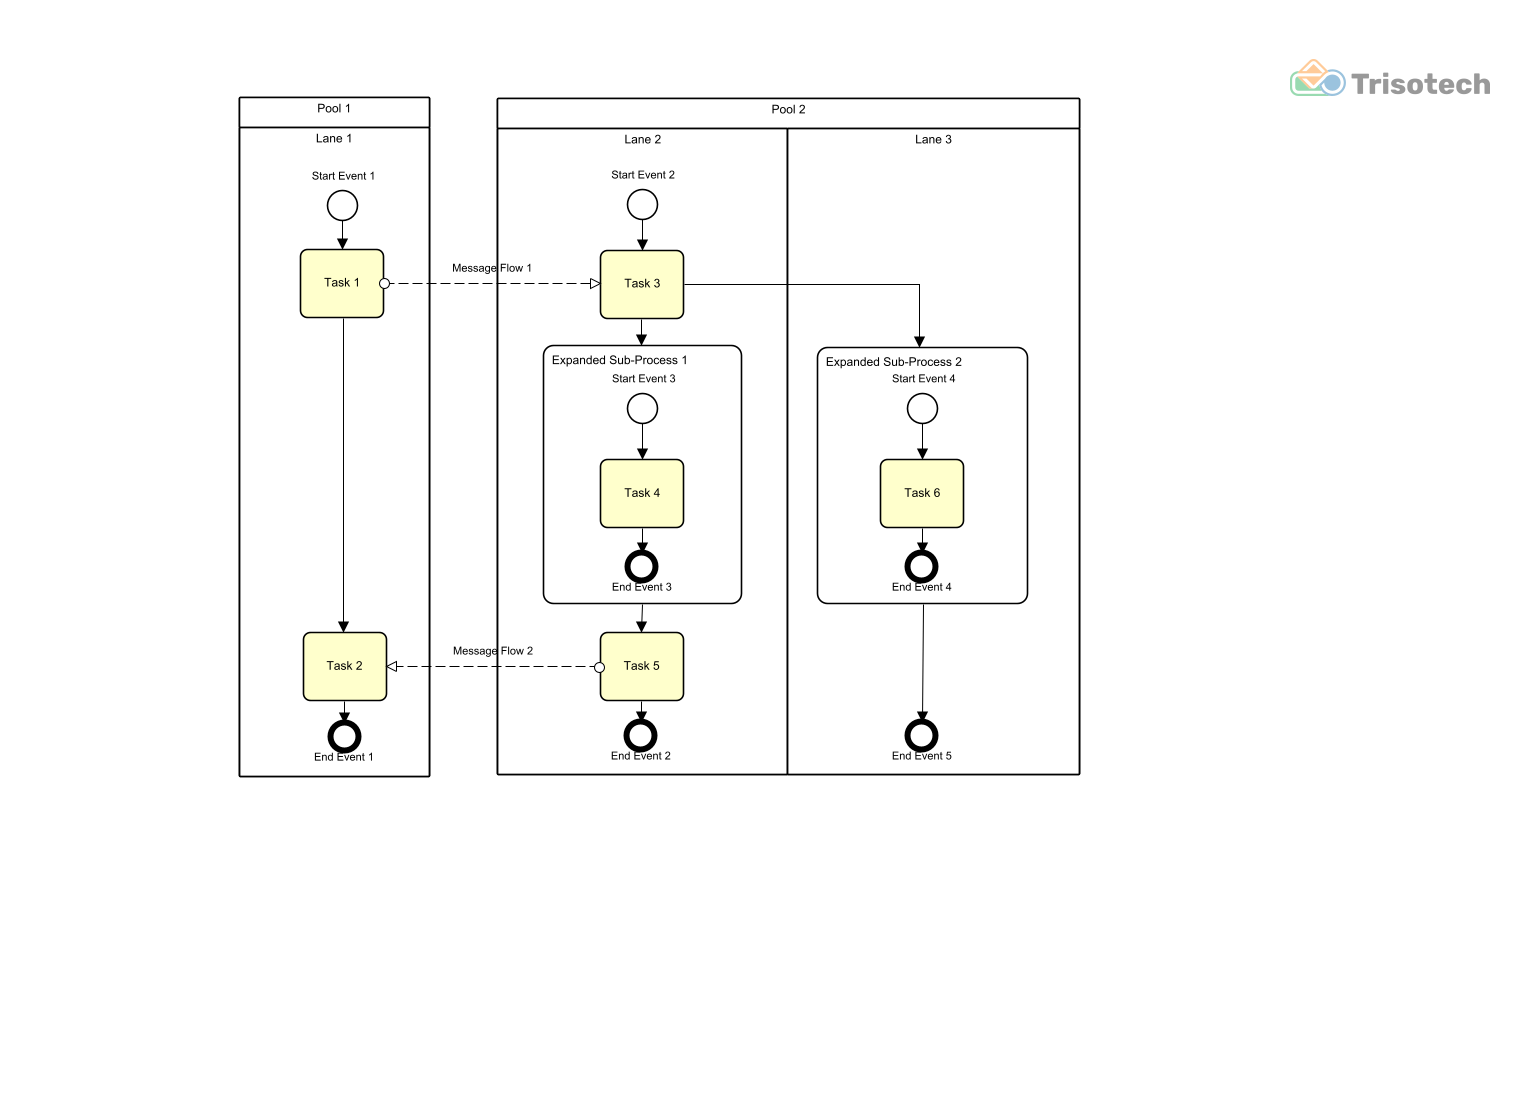 Trisotech
Pool 1
Lane 1
Start Event 1
Task 1
Task 2
End Event 1
Message Flow 1
Message Flow 2
Pool 2
Lane 2
Start Event 2
Task 3
Expanded Sub-Process 1
Start Event 3
Task 4
End Event 3
Task 5
End Event 2
Lane 3
Expanded Sub-Process 2
Start Event 4
Task 6
End Event 4
End Event 5